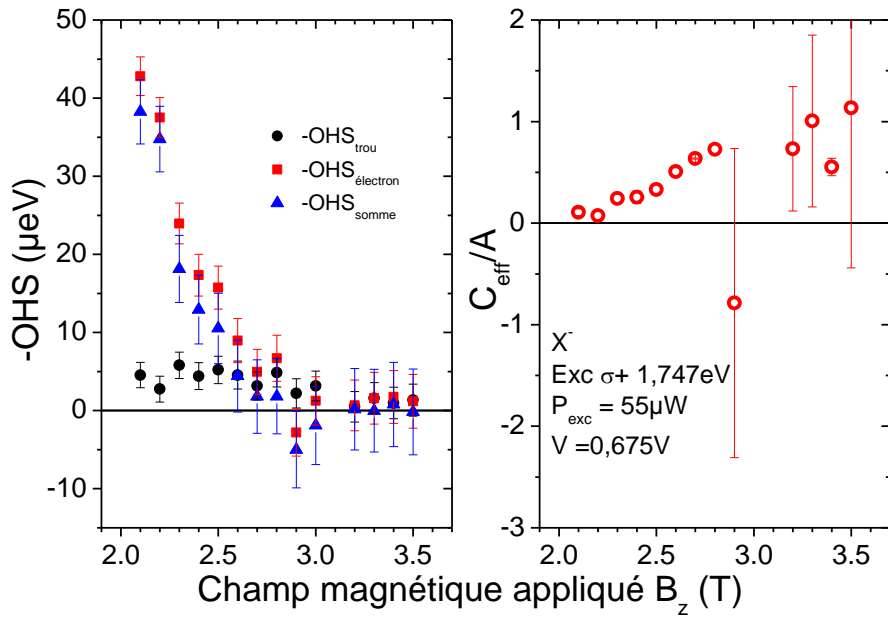 -OHS (µeV)
50
40
30
20
10
0
-10
2.0
2.5
3.0
3.5
-OHS_trou
-OHS_électron
-OHS_somme
C_eff/A
2
1
0
-1
-2
-3
2.0
2.5
3.0
3.5
X⁻
Exc σ+ 1,747eV
P_exc = 55µW
V =0,675V
Champ magnétique appliqué B_z (T)